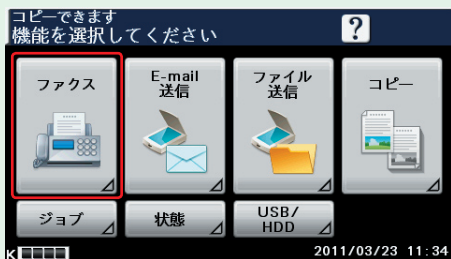 コピーできます
機能を選択してください
?
ファクス
E-mail
送信
ファイル
送信
コピー
ジョブ
状態
USB/
HDD
K
2011/03/23 11:34